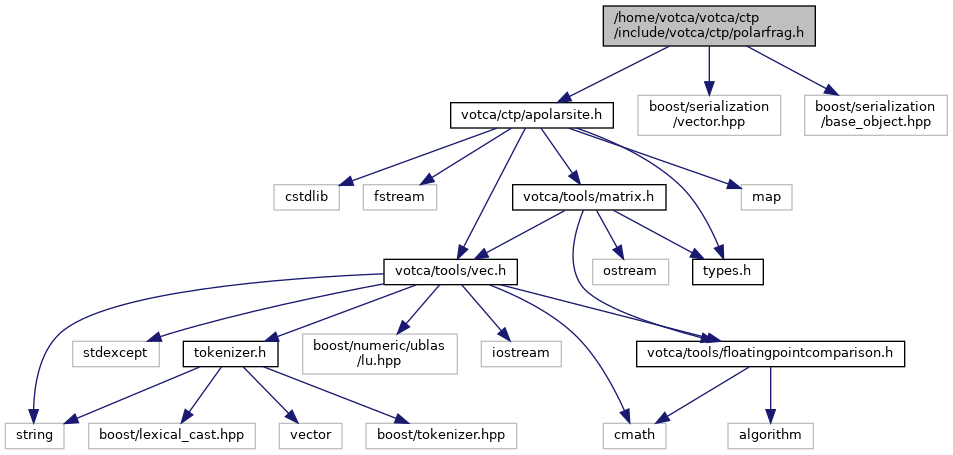 /home/votca/votca/ctp
/include/votca/ctp/polarfrag.h
votca/ctp/apolarsite.h
boost/serialization
/vector.hpp
boost/serialization
/base_object.hpp
cstdlib
fstream
votca/tools/matrix.h
map
votca/tools/vec.h
ostream
types.h
stdexcept
tokenizer.h
boost/numeric/ublas
/lu.hpp
iostream
votca/tools/floatingpointcomparison.h
string
boost/lexical_cast.hpp
vector
boost/tokenizer.hpp
cmath
algorithm